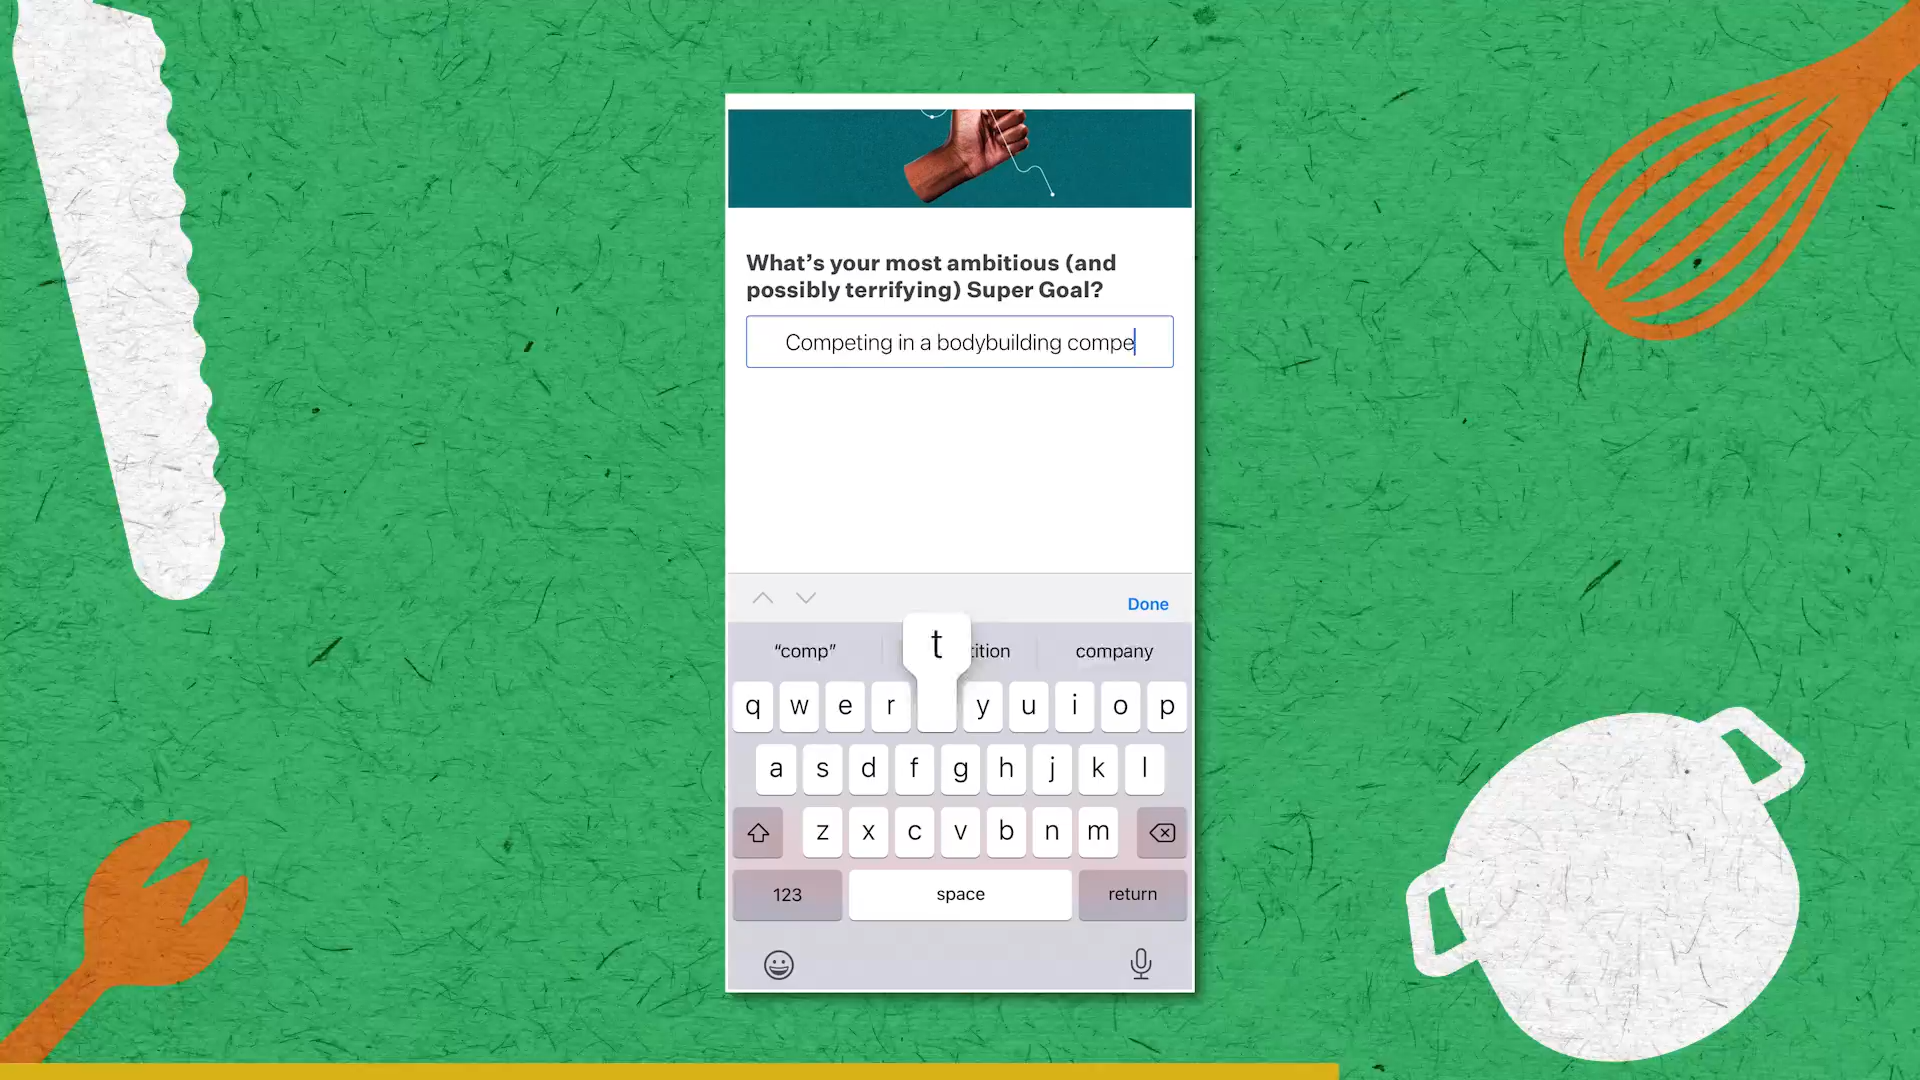 What's your most ambitious (and
possibly terrifying) Super Goal?
Competing in a bodybuilding compe
Done
“comp” tition company
t
q w e r y u i o p
a s d f g h j k l
z x c v b n m
123 space return